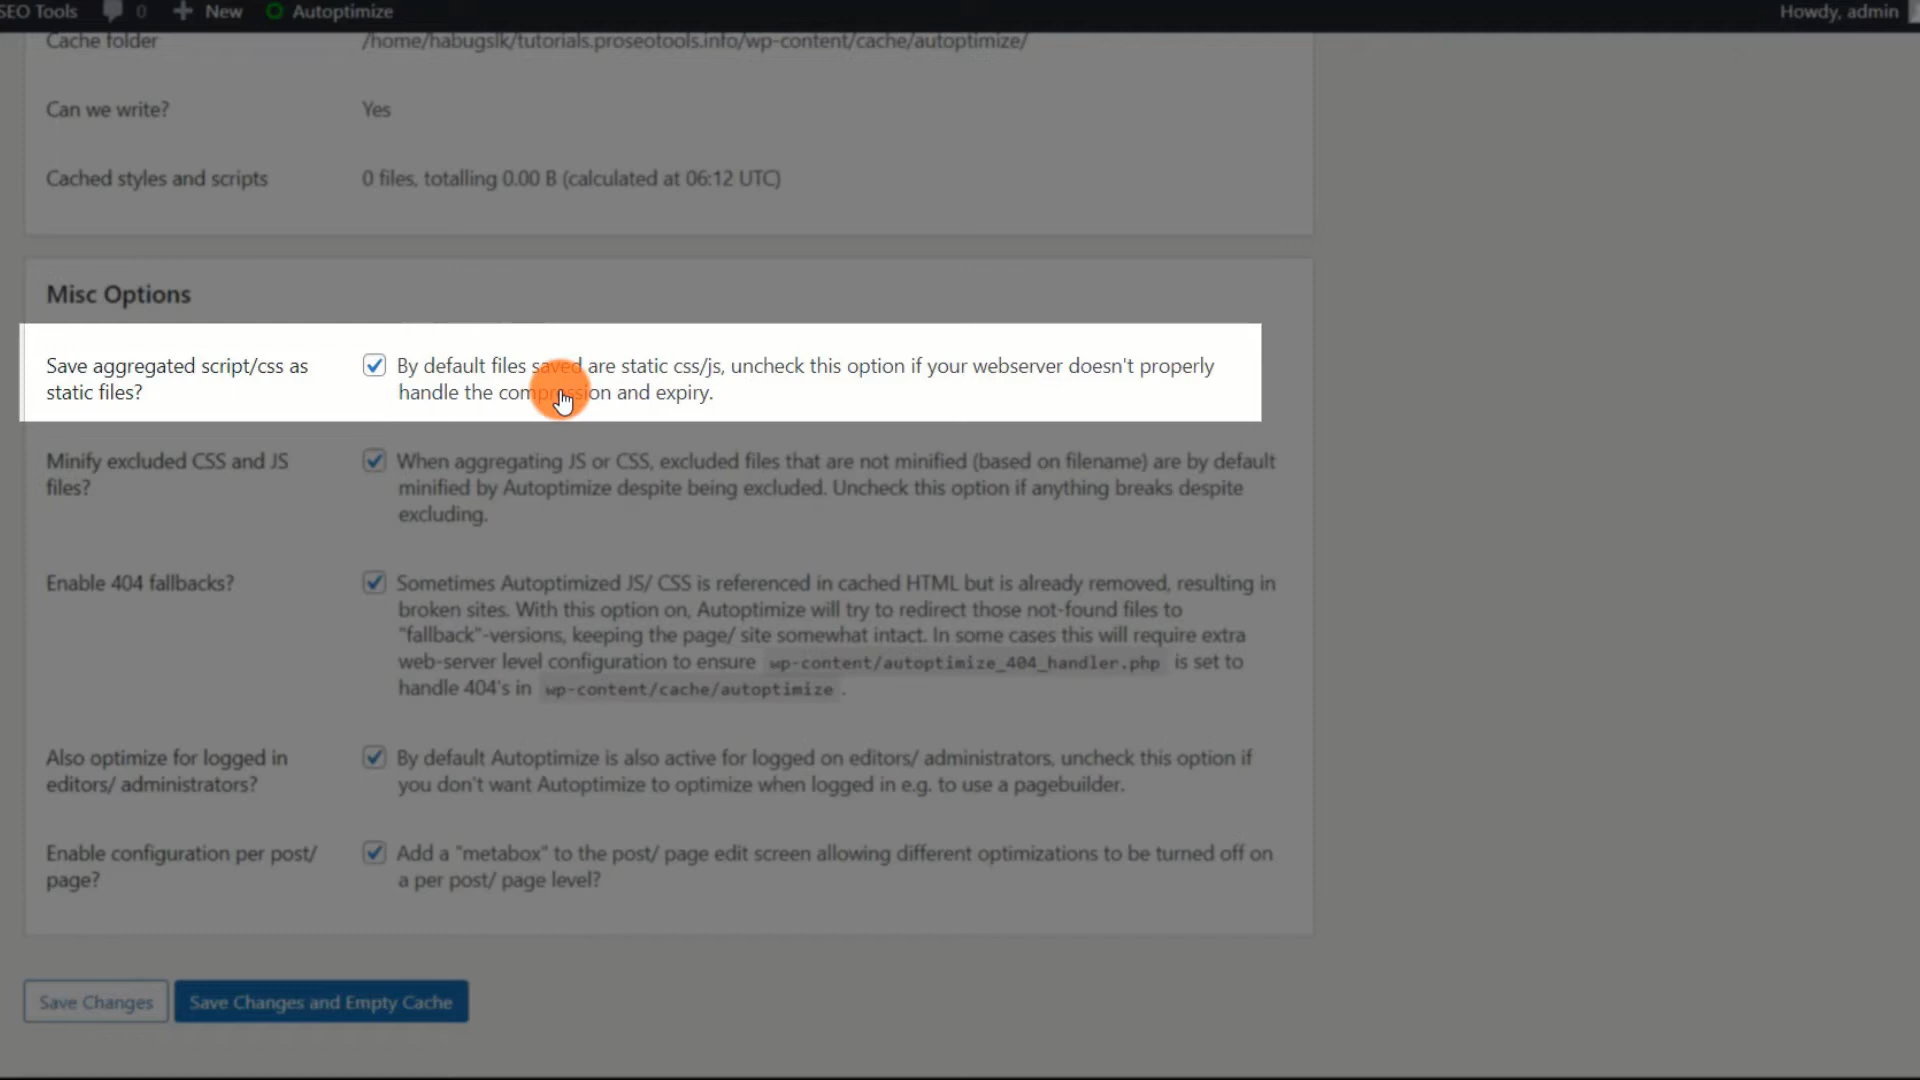 SEO Tools 0 New Autoptimize Howdy, admin
Cache folder /home/habugslk/tutorials.proseotools.info/wp-content/cache/autoptimize/
Can we write? Yes
Cached styles and scripts 0 files, totalling 0.00 B (calculated at 06:12 UTC)
Misc Options
Save aggregated script/css as
static files?
By default files saved are static css/js, uncheck this option if your webserver doesn't properly
handle the compression and expiry.
Minify excluded CSS and JS
files?
When aggregating JS or CSS, excluded files that are not minified (based on filename) are by default
minified by Autoptimize despite being excluded. Uncheck this option if anything breaks despite
excluding.
Enable 404 fallbacks?
Sometimes Autoptimized JS/ CSS is referenced in cached HTML but is already removed, resulting in
broken sites. With this option on, Autoptimize will try to redirect those not-found files to
"fallback"-versions, keeping the page/ site somewhat intact. In some cases this will require extra
web-server level configuration to ensure wp-content/autoptimize_404_handler.php is set to
handle 404's in wp-content/cache/autoptimize .
Also optimize for logged in
editors/ administrators?
By default Autoptimize is also active for logged on editors/ administrators, uncheck this option if
you don't want Autoptimize to optimize when logged in e.g. to use a pagebuilder.
Enable configuration per post/
page?
Add a "metabox" to the post/ page edit screen allowing different optimizations to be turned off on
a per post/ page level?
Save Changes
Save Changes and Empty Cache